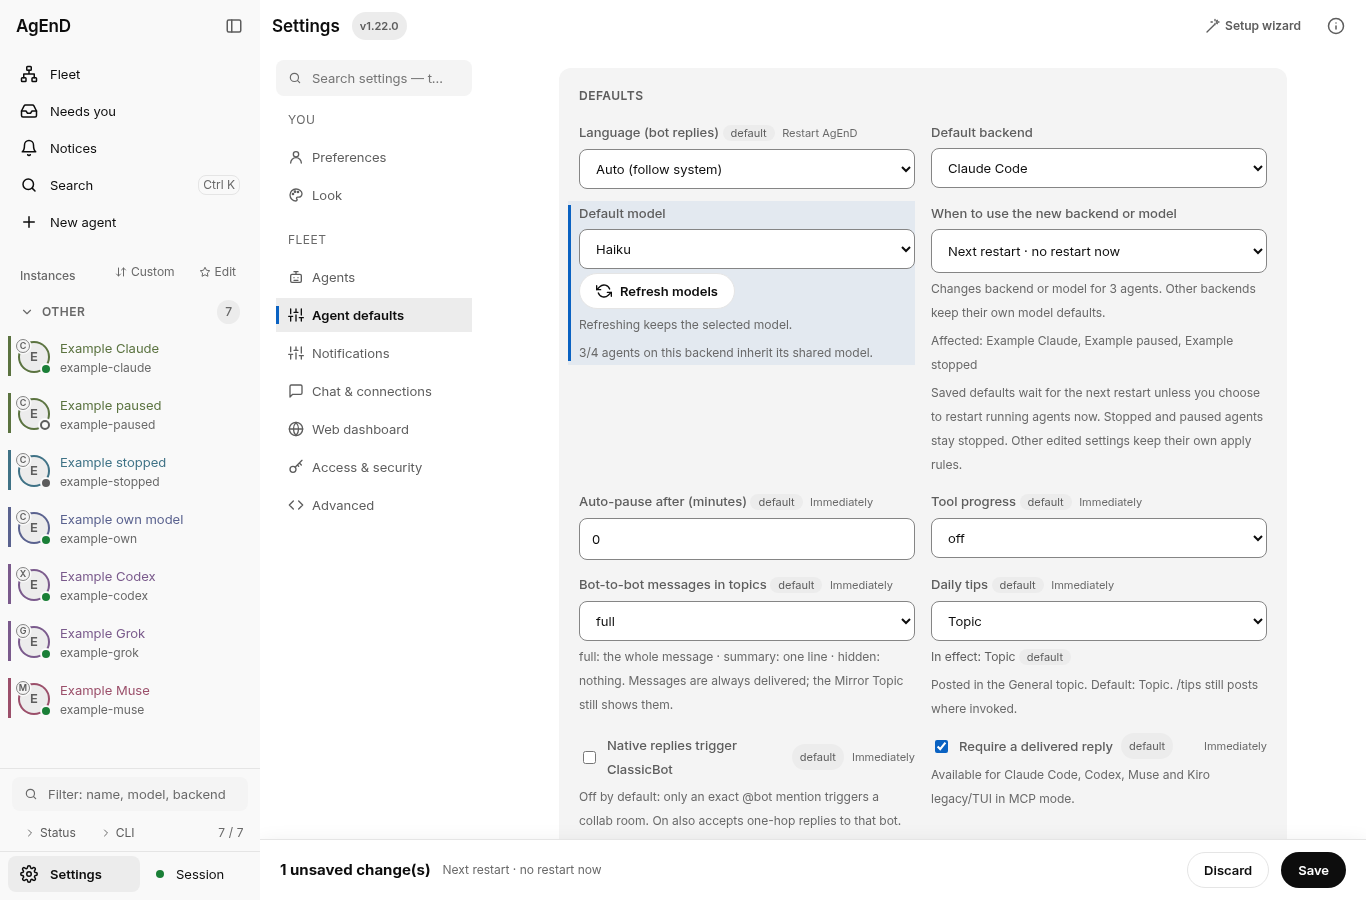 AgEnD
Fleet
Needs you
Notices
Search
Ctrl K
New agent
Instances
Custom
Edit
OTHER
7
C
E
Example Claude
example-claude
C
E
Example paused
example-paused
C
E
Example stopped
example-stopped
C
E
Example own model
example-own
X
E
Example Codex
example-codex
G
E
Example Grok
example-grok
M
E
Example Muse
example-muse
Filter: name, model, backend
Status
CLI
7 / 7
Settings
Session
Settings
v1.22.0
Setup wizard
Search settings — t...
YOU
Preferences
Look
FLEET
Agents
Agent defaults
Notifications
Chat & connections
Web dashboard
Access & security
Advanced
DEFAULTS
Language (bot replies) default Restart AgEnD
Auto (follow system)
Default backend
Claude Code
Default model
Haiku
Refresh models
Refreshing keeps the selected model.
3/4 agents on this backend inherit its shared model.
When to use the new backend or model
Next restart · no restart now
Changes backend or model for 3 agents. Other backends
keep their own model defaults.
Affected: Example Claude, Example paused, Example
stopped
Saved defaults wait for the next restart unless you choose
to restart running agents now. Stopped and paused agents
stay stopped. Other edited settings keep their own apply
rules.
Auto-pause after (minutes) default Immediately
0
Tool progress default Immediately
off
Bot-to-bot messages in topics default Immediately
full
full: the whole message · summary: one line · hidden:
nothing. Messages are always delivered; the Mirror Topic
still shows them.
Daily tips default Immediately
Topic
In effect: Topic default
Posted in the General topic. Default: Topic. /tips still posts
where invoked.
Native replies trigger
ClassicBot
default Immediately
Off by default: only an exact @bot mention triggers a
collab room. On also accepts one-hop replies to that bot.
Require a delivered reply default Immediately
Available for Claude Code, Codex, Muse and Kiro
legacy/TUI in MCP mode.
1 unsaved change(s) Next restart · no restart now
Discard
Save